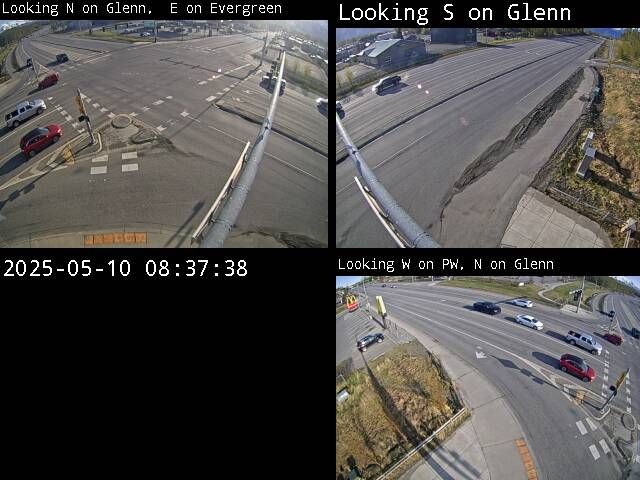 Looking N on Glenn, E on Evergreen
Looking S on Glenn
2025-05-10 08:37:38
Looking W on PW, N on Glenn